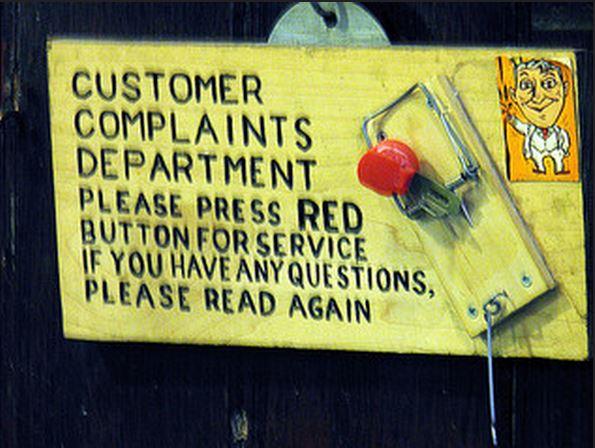 CUSTOMER
COMPLAINTS
DEPARTMENT
PLEASE PRESS RED
BUTTON FOR SERVICE
IF YOU HAVE ANY QUESTIONS,
PLEASE READ AGAIN